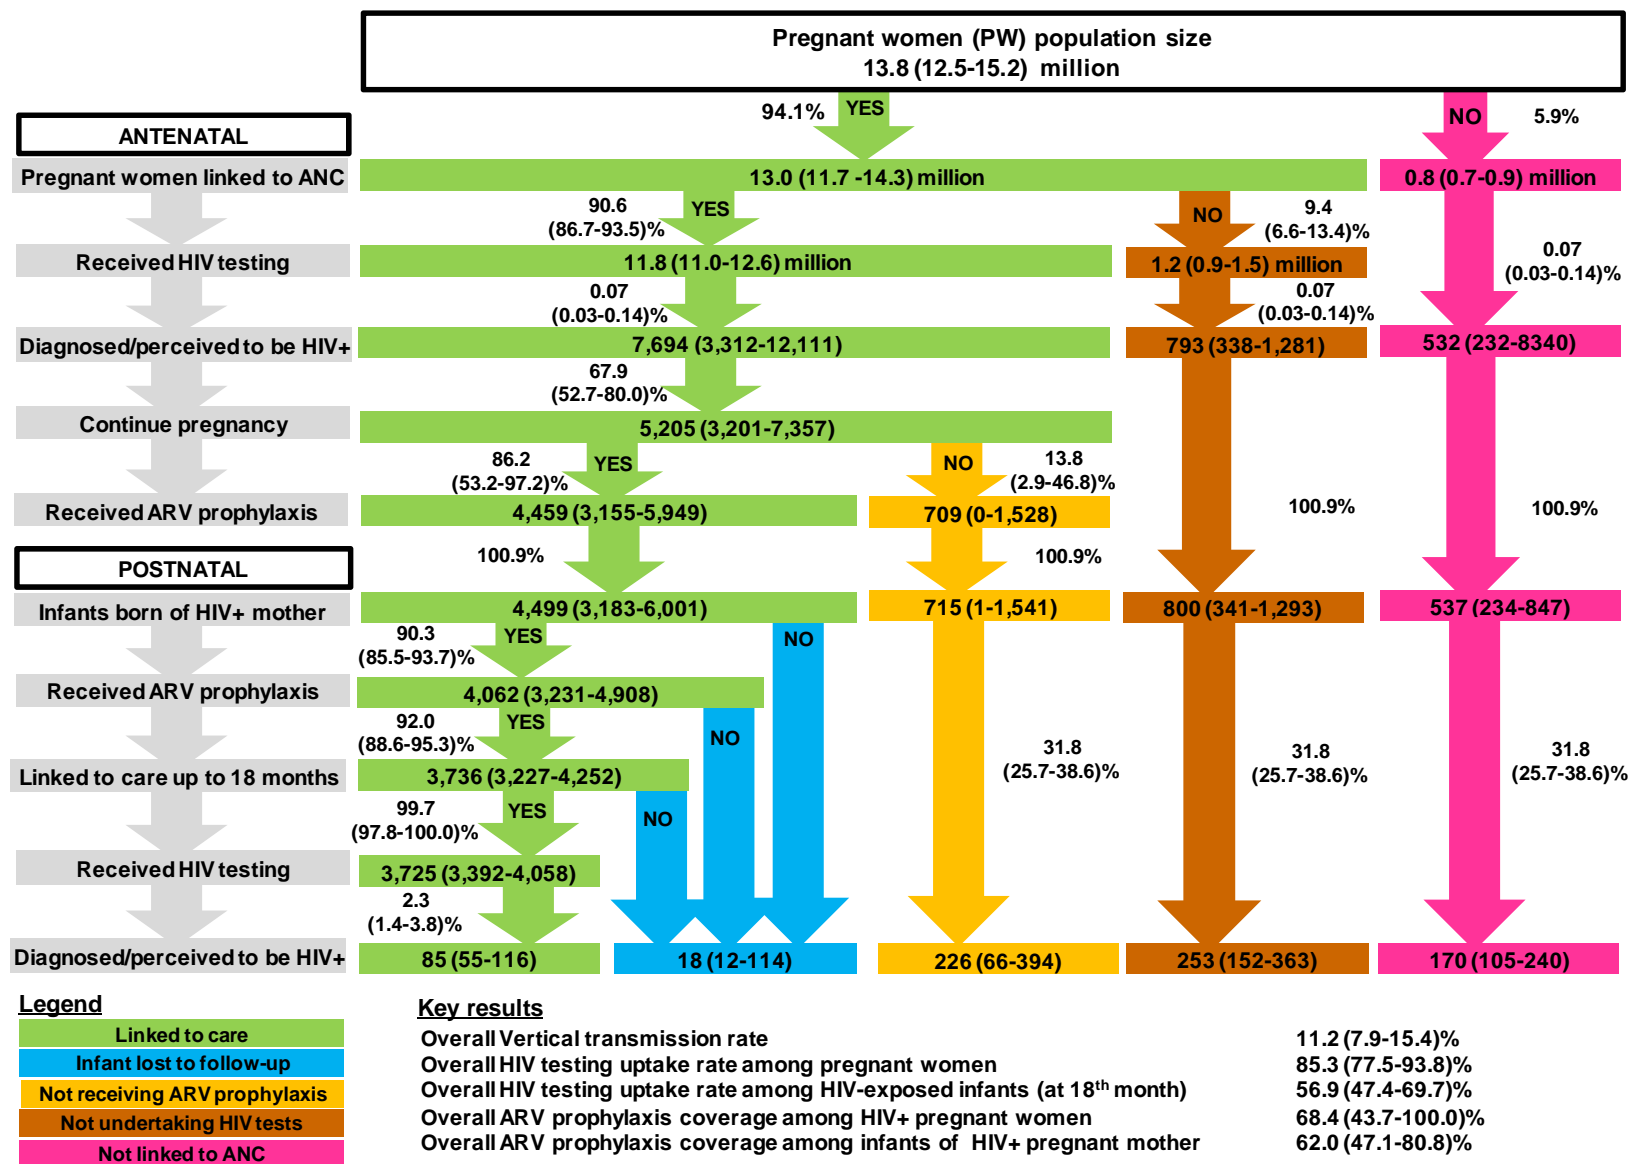 Pregnant women (PW) population size
13.8 (12.5-15.2) million
94.1% YES
NO 5.9%
ANTENATAL
Pregnant women linked to ANC
13.0 (11.7 -14.3) million
0.8 (0.7-0.9) million
90.6
(86.7-93.5)%
YES
NO
9.4
(6.6-13.4)%
Received HIV testing
11.8 (11.0-12.6) million
1.2 (0.9-1.5) million
0.07
(0.03-0.14)%
0.07
(0.03-0.14)%
0.07
(0.03-0.14)%
Diagnosed/perceived to be HIV+
7,694 (3,312-12,111)
793 (338-1,281)
532 (232-8340)
67.9
(52.7-80.0)%
Continue pregnancy
5,205 (3,201-7,357)
86.2
(53.2-97.2)%
YES
NO
13.8
(2.9-46.8)%
Received ARV prophylaxis
4,459 (3,155-5,949)
709 (0-1,528)
100.9%
100.9%
100.9%
100.9%
POSTNATAL
Infants born of HIV+ mother
4,499 (3,183-6,001)
715 (1-1,541)
800 (341-1,293)
537 (234-847)
90.3
(85.5-93.7)%
YES
NO
Received ARV prophylaxis
4,062 (3,231-4,908)
92.0
(88.6-95.3)%
YES
NO
31.8
(25.7-38.6)%
31.8
(25.7-38.6)%
31.8
(25.7-38.6)%
Linked to care up to 18 months
3,736 (3,227-4,252)
99.7
(97.8-100.0)%
YES
NO
Received HIV testing
3,725 (3,392-4,058)
2.3
(1.4-3.8)%
Diagnosed/perceived to be HIV+
85 (55-116)
18 (12-114)
226 (66-394)
253 (152-363)
170 (105-240)
Legend
Linked to care
Infant lost to follow-up
Not receiving ARV prophylaxis
Not undertaking HIV tests
Not linked to ANC
Key results
Overall Vertical transmission rate 11.2 (7.9-15.4)%
Overall HIV testing uptake rate among pregnant women 85.3 (77.5-93.8)%
Overall HIV testing uptake rate among HIV-exposed infants (at 18th month) 56.9 (47.4-69.7)%
Overall ARV prophylaxis coverage among HIV+ pregnant women 68.4 (43.7-100.0)%
Overall ARV prophylaxis coverage among infants of HIV+ pregnant mother 62.0 (47.1-80.8)%